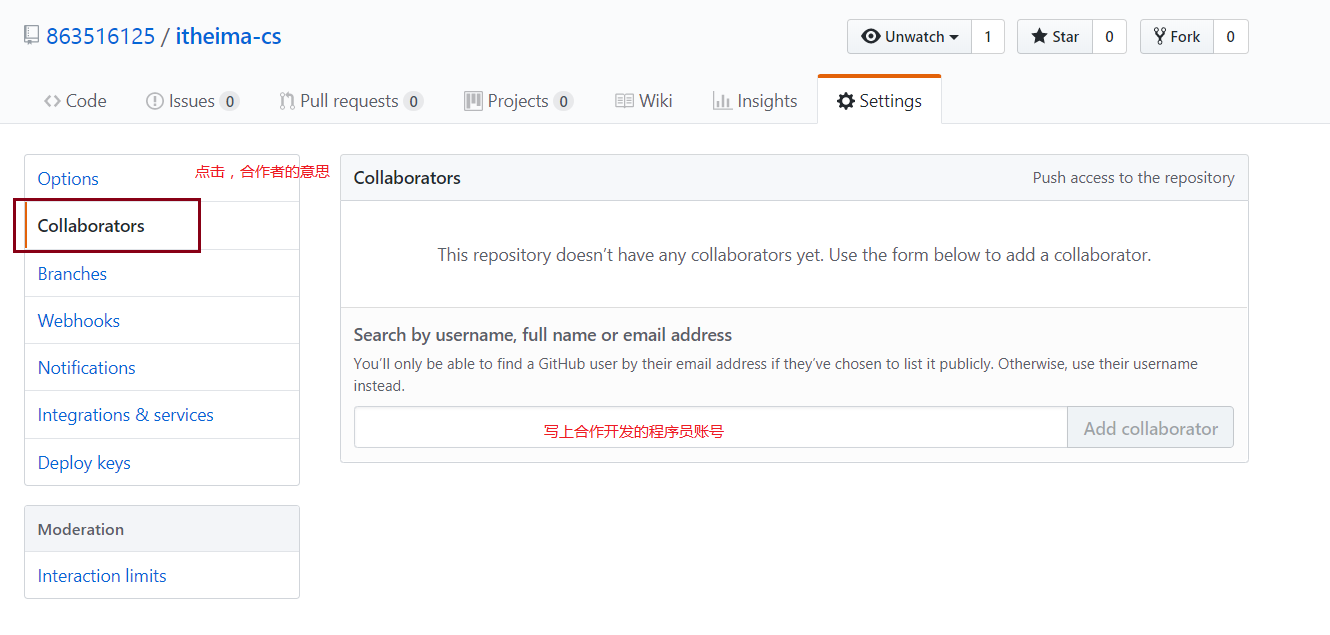 863516125 / itheima-cs
Unwatch 1 Star 0 Fork 0
Code Issues 0 Pull requests 0 Projects 0 Wiki Insights Settings
Options
点击，合作者的意思
Collaborators
Branches
Webhooks
Notifications
Integrations & services
Deploy keys
Moderation
Interaction limits
Collaborators Push access to the repository
This repository doesn’t have any collaborators yet. Use the form below to add a collaborator.
Search by username, full name or email address
You’ll only be able to find a GitHub user by their email address if they’ve chosen to list it publicly. Otherwise, use their username
instead.
写上合作开发的程序员账号
Add collaborator